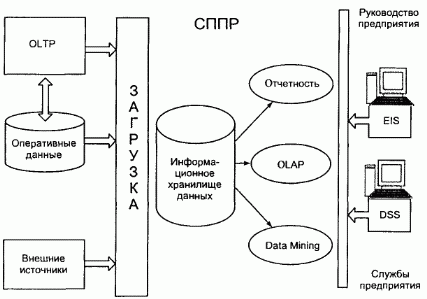 СППР
Руководство
предприятия
OLTP
Оперативные
данные
Внешние
источники
ЗАГРУЗКА
Информа-
ционное
хранилище
данных
Отчетность
OLAP
Data Mining
EIS
DSS
Службы
предприятия